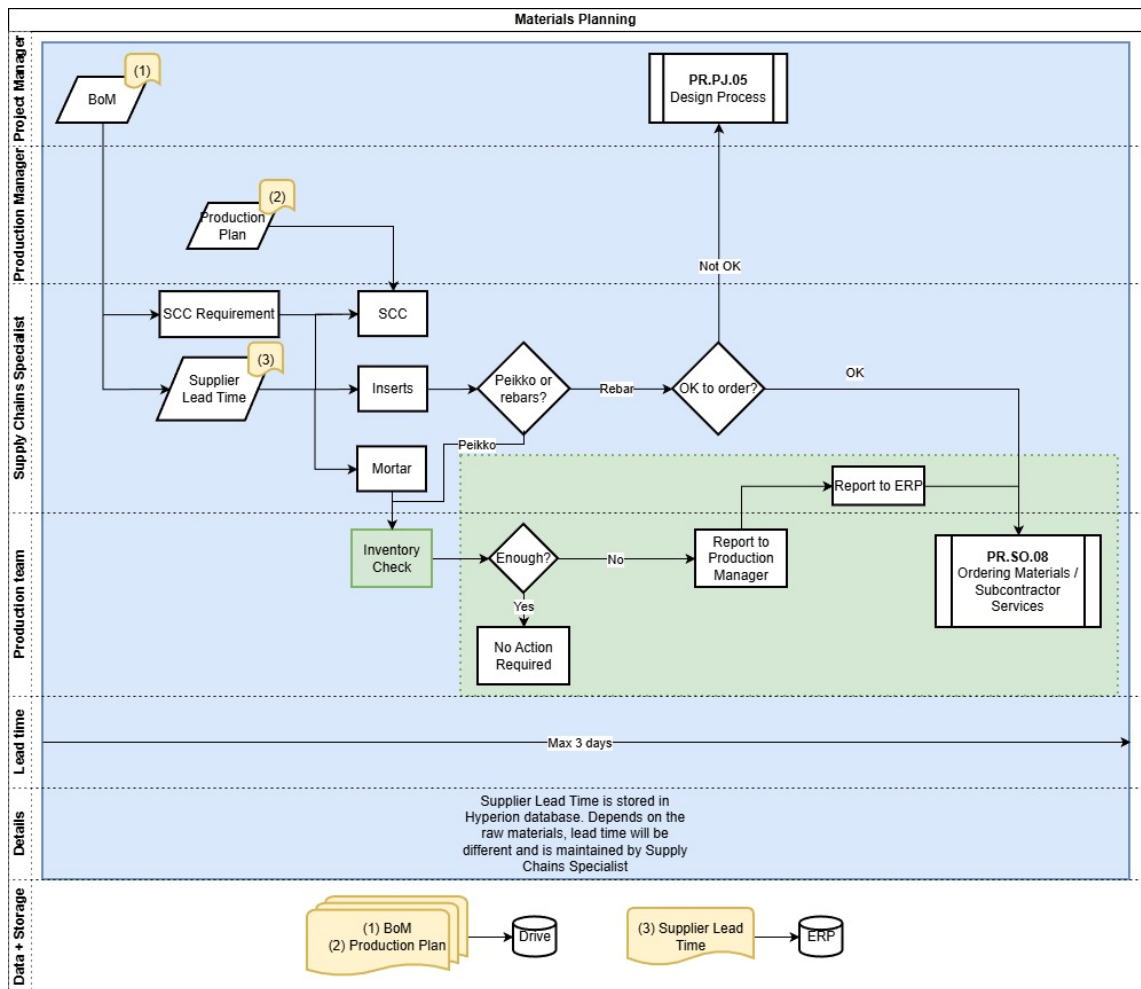 Materials Planning
Project Manager
(1)
BoM
PR.PJ.05
Design Process
Production Manager
(2)
Production
Plan
Not OK
Supply Chains Specialist
SCC Requirement
SCC
(3)
Supplier
Lead Time
Inserts
Peikko or
rebars?
Rebar
OK to order?
OK
Peikko
Mortar
Report to ERP
Production team
Inventory
Check
Enough?
No
Report to
Production
Manager
PR.SO.08
Ordering Materials /
Subcontractor
Services
Yes
No Action
Required
Lead time
Max 3 days
Details
Supplier Lead Time is stored in
Hyperion database. Depends on the
raw materials, lead time will be
different and is maintained by Supply
Chains Specialist
Data + Storage
(1) BoM
(2) Production Plan
Drive
(3) Supplier Lead
Time
ERP